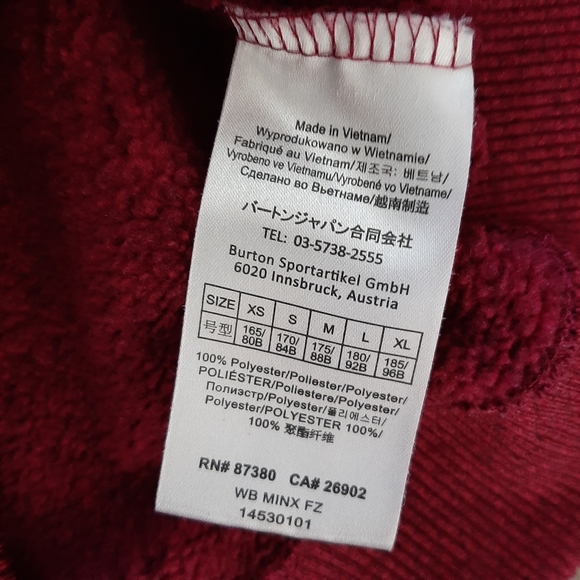 Made in Vietnam/
Wyprodukowano w Wietnamie/
Fabriqué au Vietnam/제조국: 베트남/
Vyrobeno ve Vietnamu/Vyrobené vo Vietname/
Сделано во Вьетнаме/越南制造
バートンジャパン合同会社
TEL: 03-5738-2555
Burton Sportartikel GmbH
6020 Innsbruck, Austria
SIZE XS S M L XL
号型 165/80B 170/84B 175/88B 180/92B 185/96B
100% Polyester/Poliester/Polyester/
POLIÉSTER/Poliestere/Polyester/
Полиэстр/Polyester/폴리에스터/
Polyester/POLYESTER 100%/
100% 聚酯纤维
RN# 87380 CA# 26902
WB MINX FZ
14530101